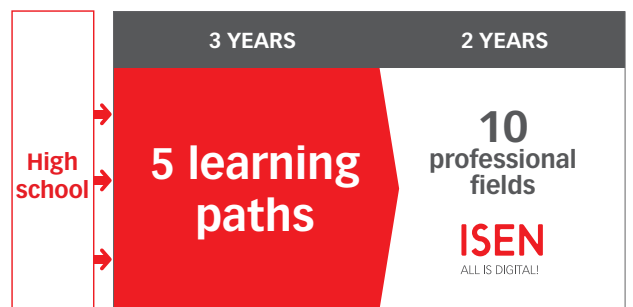 3 YEARS
2 YEARS
High
school
5 learning
paths
10
professional
fields
ISEN
ALL IS DIGITAL!